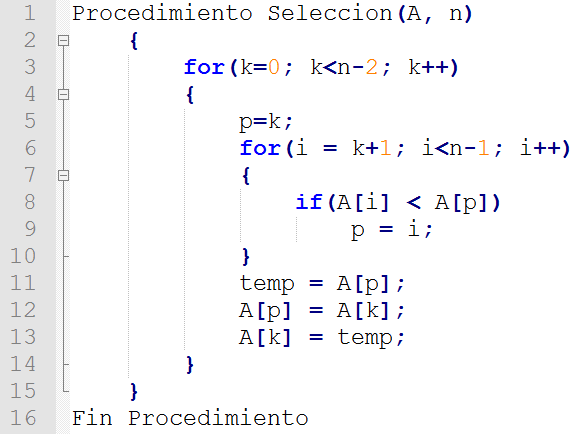 1 Procedimiento Seleccion(A, n)
2 {
3 for(k=0; k<n-2; k++)
4 {
5 p=k;
6 for(i = k+1; i<n-1; i++)
7 {
8 if(A[i] < A[p])
9 p = i;
10 }
11 temp = A[p];
12 A[p] = A[k];
13 A[k] = temp;
14 }
15 }
16 Fin Procedimiento